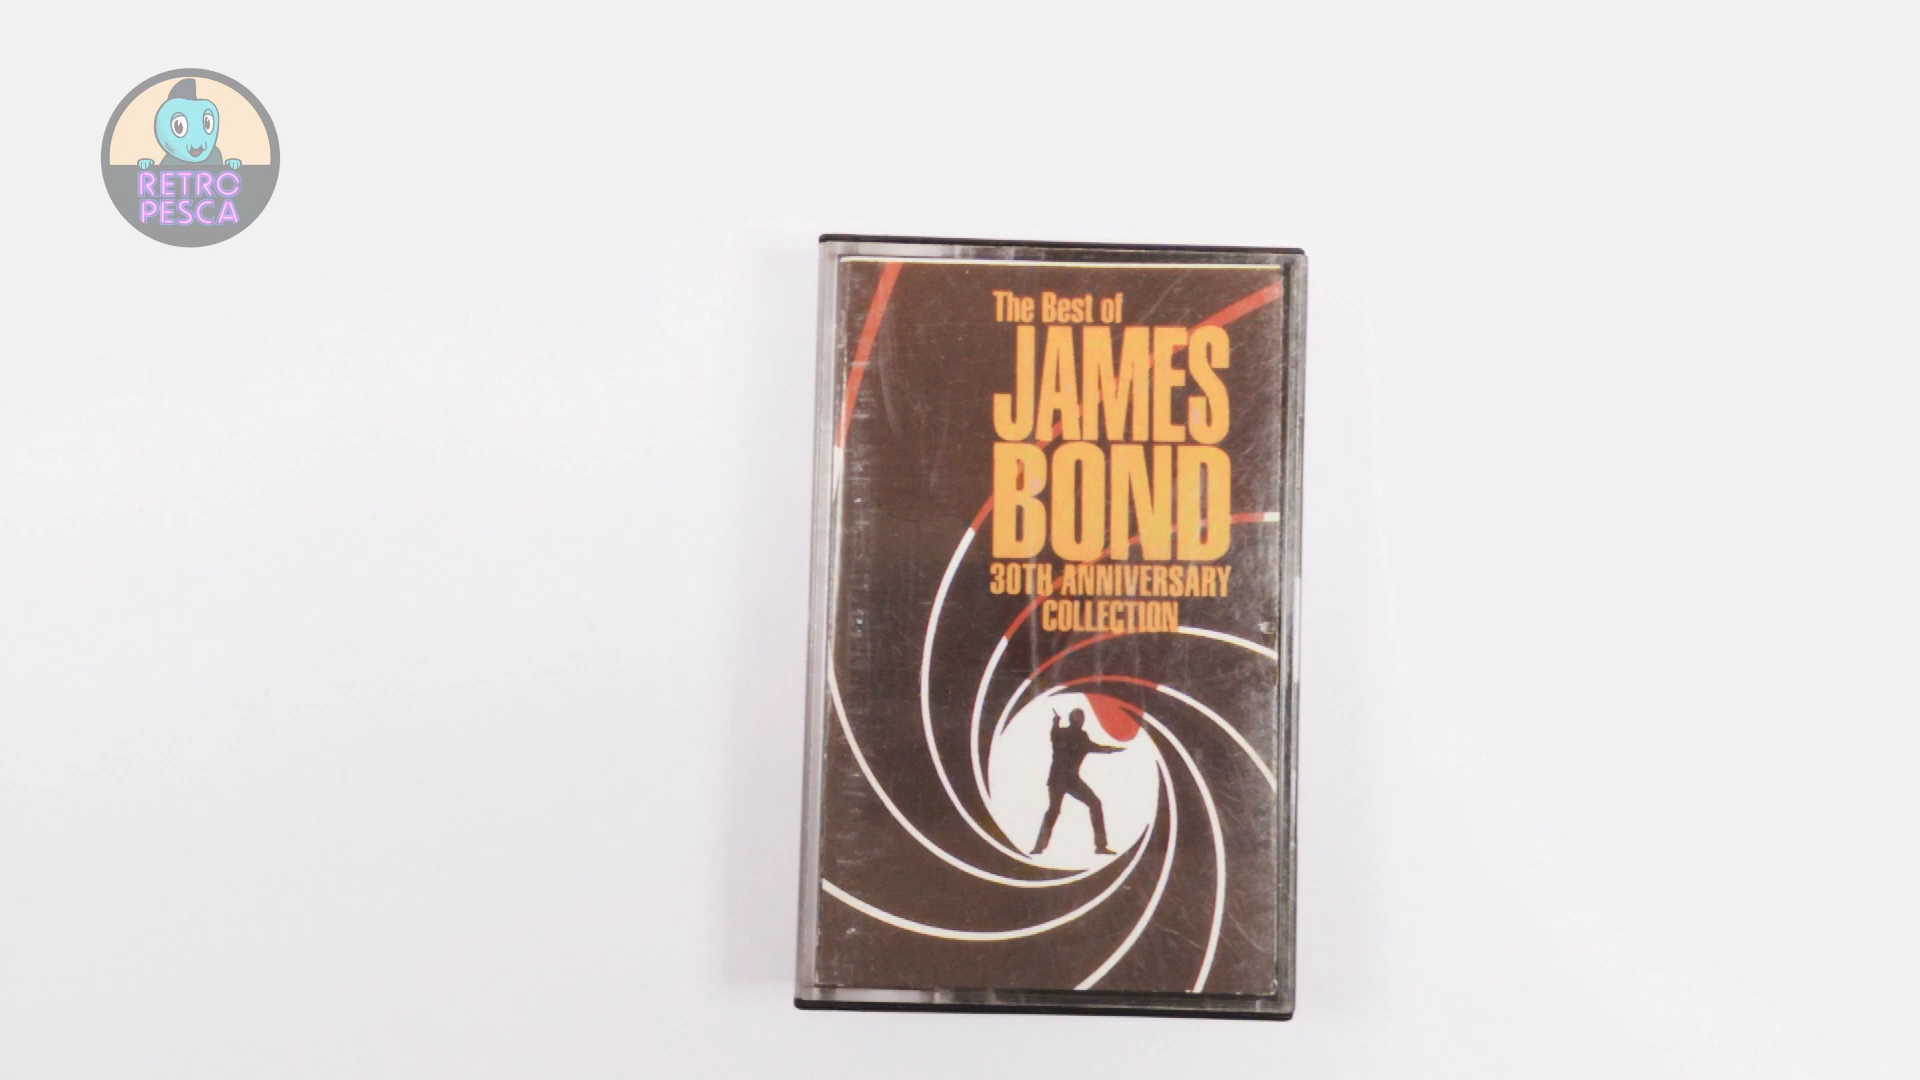 RETRO
PESCA
The Best of
JAMES
BOND
30TH ANNIVERSARY
COLLECTION